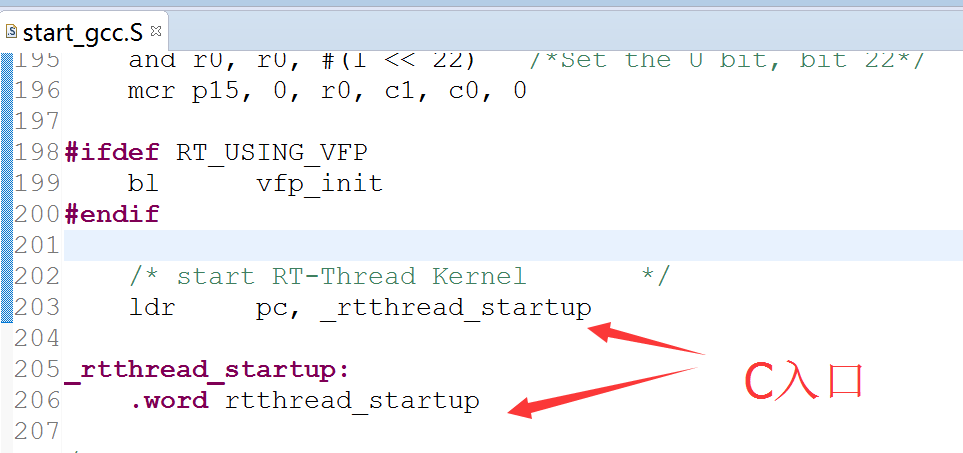 start_gcc.S
195 and r0, r0, #(1 << 22) /*Set the U bit, bit 22*/
196 mcr p15, 0, r0, c1, c0, 0
197
198 #ifdef RT_USING_VFP
199 bl vfp_init
200 #endif
201
202 /* start RT-Thread Kernel */
203 ldr pc, _rtthread_startup
204
205 _rtthread_startup:
206 .word rtthread_startup
207
C入口